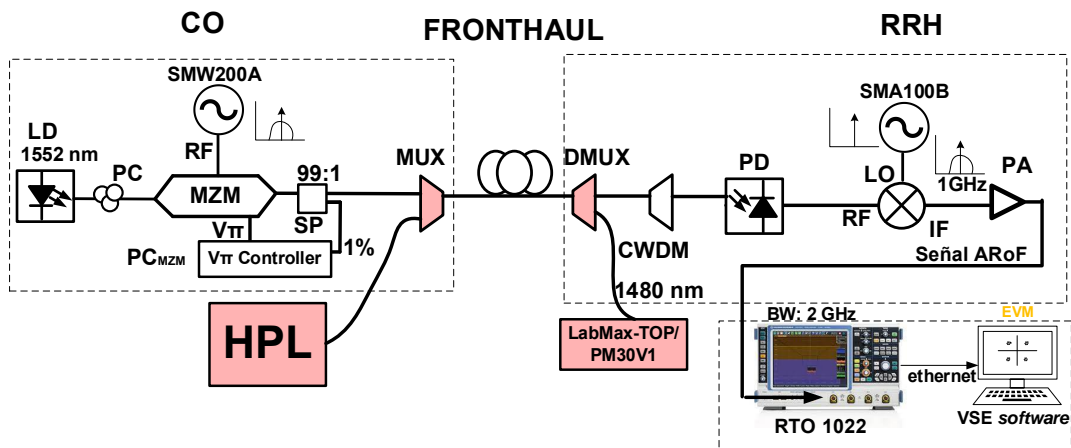 CO
FRONTHAUL
RRH
SMW200A
SMA100B
LD
1552 nm
PC
RF
MZM
99:1
SP
MUX
DMUX
PD
LO
1GHz
PA
Vπ
1%
PCMZM
Vπ Controller
CWDM
RF
IF
Señal ARoF
HPL
1480 nm
LabMax-TOP/
PM30V1
BW: 2 GHz
EVM
ethernet
RTO 1022
VSE software